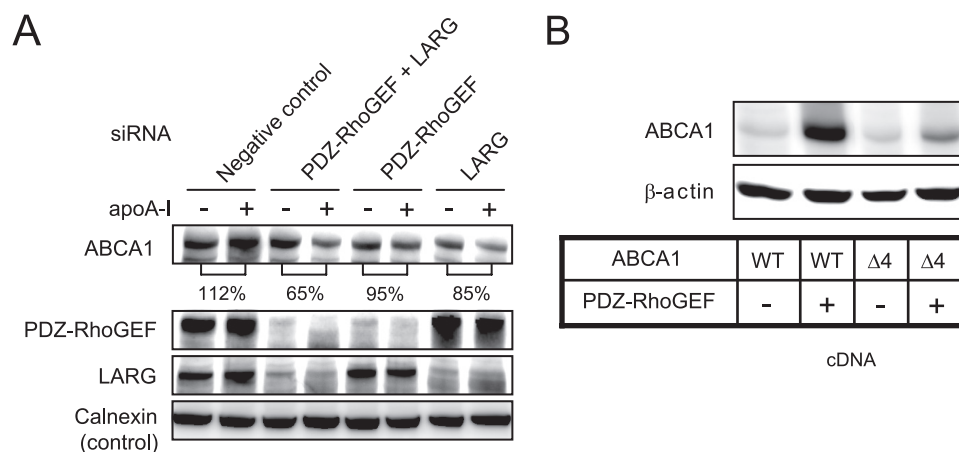 A
siRNA
Negative control
PDZ-RhoGEF + LARG
PDZ-RhoGEF
LARG
apoA-I - + - + - + - +
ABCA1
112% 65% 95% 85%
PDZ-RhoGEF
LARG
Calnexin
(control)
B
ABCA1
β-actin
ABCA1 WT WT Δ4 Δ4
PDZ-RhoGEF - + - +
cDNA